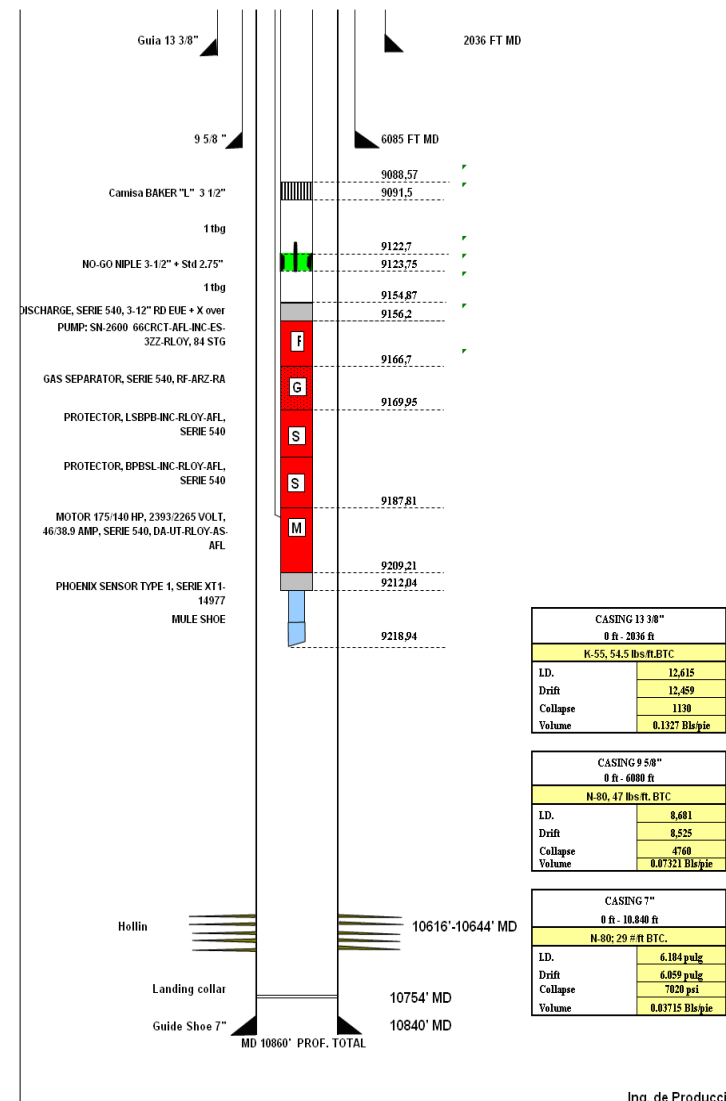 Guia 13 3/8"
2036 FT MD
9 5/8 "
6085 FT MD
9088,57
Camisa BAKER "L" 3 1/2"
9091,5
1 tbg
9122,7
NO-GO NIPLE 3-1/2" + Std 2.75"
9123,75
1 tbg
9154,87
DISCHARGE, SERIE 540, 3-12" RD EUE + X over
9156,2
PUMP: SN-2600 66CRCT-AFL-INC-ES-
3ZZ-RLOY, 84 STG
9166,7
GAS SEPARATOR, SERIE 540, RF-ARZ-RA
G
9169,95
PROTECTOR, LSBPB-INC-RLOY-AFL,
SERIE 540
S
PROTECTOR, BPBSL-INC-RLOY-AFL,
SERIE 540
S
9187,81
MOTOR 175/140 HP, 2393/2265 VOLT,
46/38.9 AMP, SERIE 540, DA-UT-RLOY-AS-
AFL
M
9209,21
PHOENIX SENSOR TYPE 1, SERIE XT1-
14977
9212,04
MULE SHOE
9218,94
CASING 13 3/8"
0 ft - 2036 ft
K-55, 54.5 lbs/ft.BTC
I.D. 12,615
Drift 12,459
Collapse 1130
Volume 0.1327 Bls/pie
CASING 9 5/8"
0 ft - 6080 ft
N-80, 47 lbs/ft. BTC
I.D. 8,681
Drift 8,525
Collapse 4760
Volume 0.07321 Bls/pie
CASING 7"
0 ft - 10.840 ft
N-80; 29 #/ft BTC.
I.D. 6.184 pulg
Drift 6.059 pulg
Collapse 7020 psi
Volume 0.03715 Bls/pie
Hollin
10616'-10644' MD
Landing collar
10754' MD
Guide Shoe 7"
10840' MD
MD 10860' PROF. TOTAL
Ing. de Producci